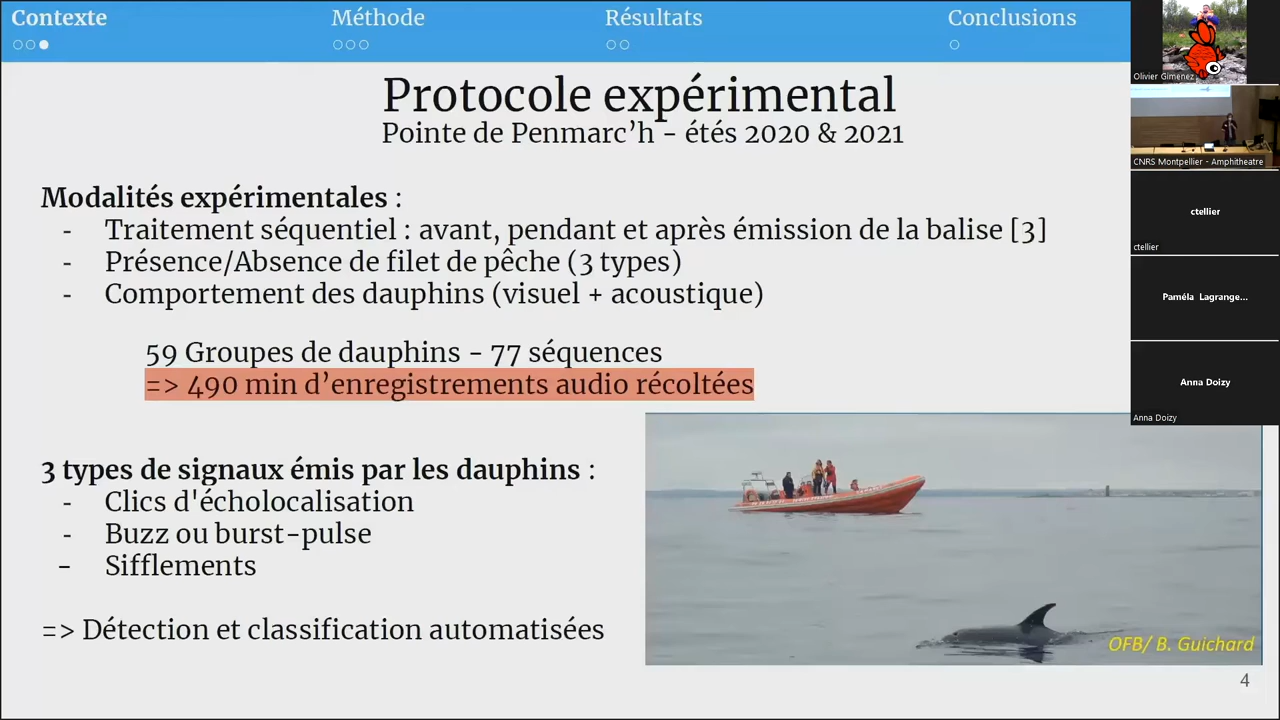 Contexte
Méthode
Résultats
Conclusions
Protocole expérimental
Pointe de Penmarc’h - étés 2020 & 2021
Modalités expérimentales :
- Traitement séquentiel : avant, pendant et après émission de la balise [3]
- Présence/Absence de filet de pêche (3 types)
- Comportement des dauphins (visuel + acoustique)
59 Groupes de dauphins - 77 séquences
=> 490 min d’enregistrements audio récoltées
3 types de signaux émis par les dauphins :
- Clics d'écholocalisation
- Buzz ou burst-pulse
- Sifflements
=> Détection et classification automatisées
OFB/ B. Guichard
4
Olivier Gimenez
CNRS Montpellier - Amphitheatre
ctellier
ctellier
Paméla Lagrange...
Anna Doizy
Anna Doizy